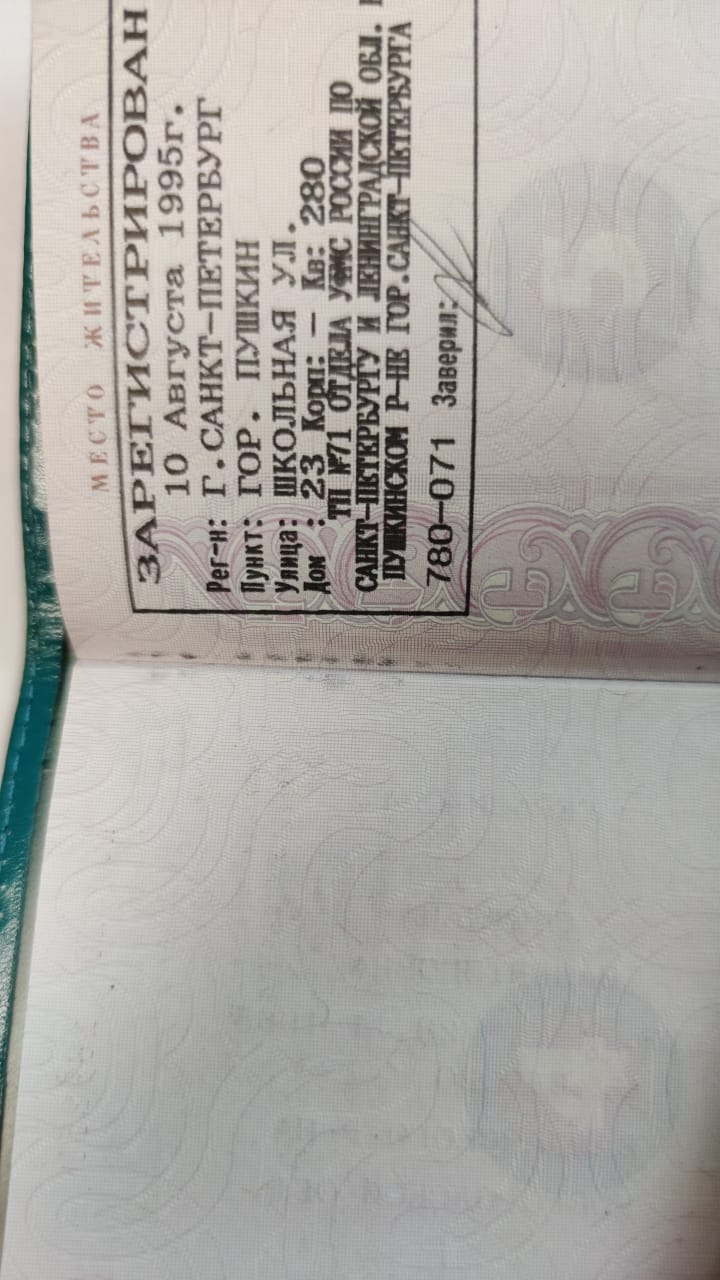 МЕСТО ЖИТЕЛЬСТВА
ЗАРЕГИСТРИРОВАН
10 Августа 1995г.
Рег-н: Г.САНКТ-ПЕТЕРБУРГ
Пункт: ГОР. ПУШКИН
Улица: ШКОЛЬНАЯ УЛ.
Дом : 23 Корп: — Кв: 280
ТП №71 ОТДЕЛА УФМС РОССИИ ПО
САНКТ-ПЕТЕРБУРГУ И ЛЕНИНГРАДСКОЙ ОБЛ.
ПУШКИНСКОМ Р-НЕ ГОР.САНКТ-ПЕТЕРБУРГА
780-071 Заверил:
5
4